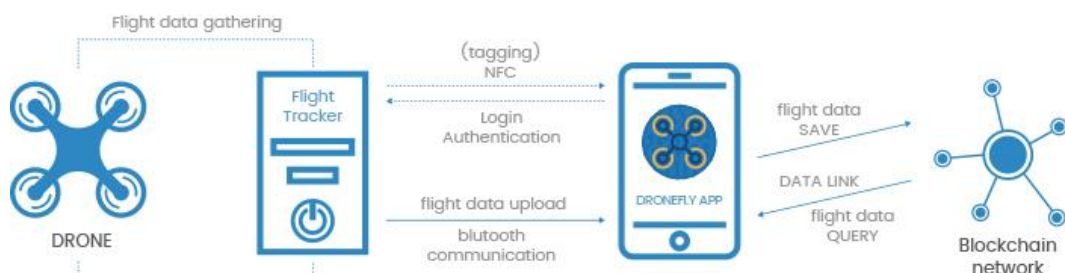 Flight data gathering
(tagging)
NFC
Flight
Tracker
Login
Authentication
flight data
SAVE
DATA LINK
DRONEFLY APP
flight data upload
flight data
QUERY
blutooth
communication
DRONE
Blockchain
network